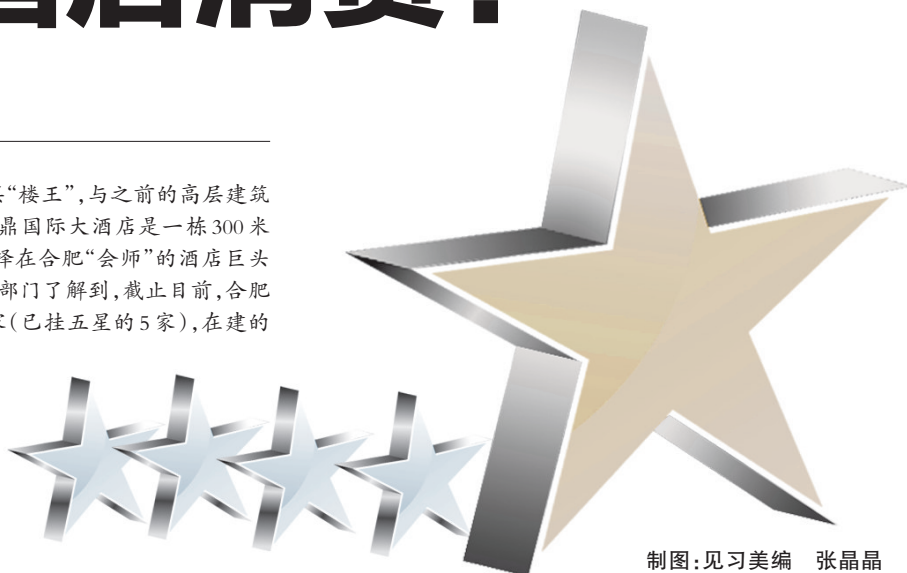 酒店消费?
“楼王”,与之前的高层建筑
鼎国际大酒店是一栋300米
择在合肥“会师”的酒店巨头
部门了解到,截止目前,合肥
家(已挂五星的5家),在建的
制图:见习美编 张晶晶